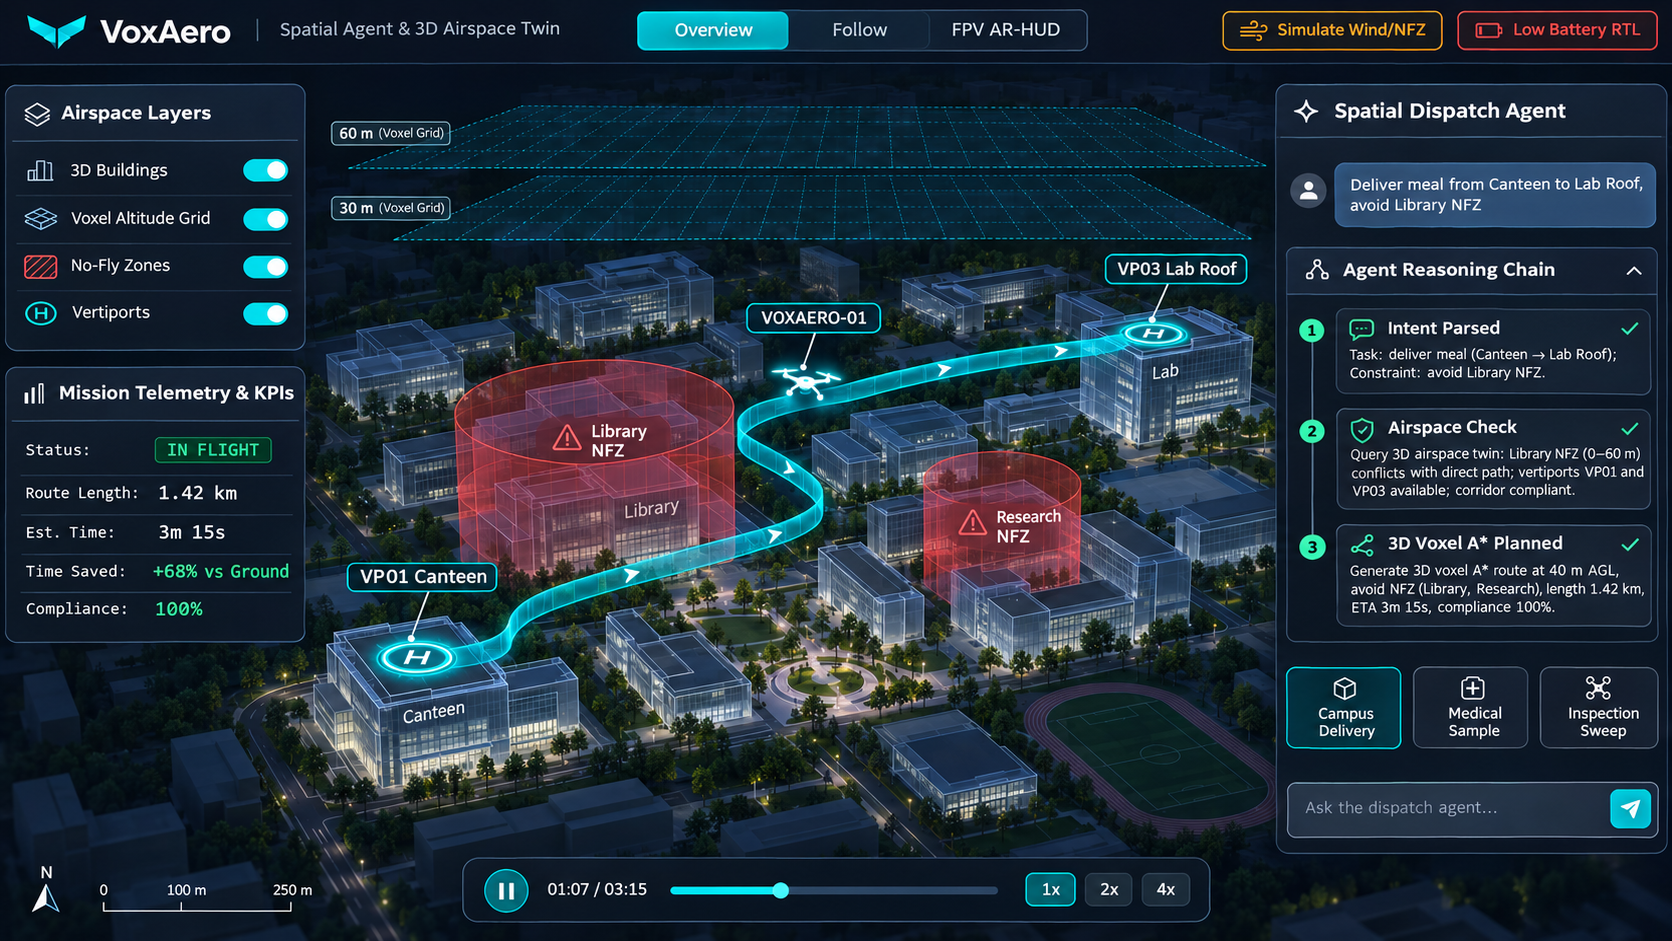 VoxAero
Spatial Agent & 3D Airspace Twin
Overview
Follow
FPV AR-HUD
Simulate Wind/NFZ
Low Battery RTL
Airspace Layers
3D Buildings
Voxel Altitude Grid
No-Fly Zones
H
Vertiports
Mission Telemetry & KPIs
Status: IN FLIGHT
Route Length: 1.42 km
Est. Time: 3m 15s
Time Saved: +68% vs Ground
Compliance: 100%
60 m (Voxel Grid)
30 m (Voxel Grid)
VP03 Lab Roof
VOXAERO-01
H
Lab
Library
NFZ
Library
Research
NFZ
VP01 Canteen
H
Canteen
Spatial Dispatch Agent
Deliver meal from Canteen to Lab Roof,
avoid Library NFZ
Agent Reasoning Chain
1
Intent Parsed
Task: deliver meal (Canteen → Lab Roof);
Constraint: avoid Library NFZ.
2
Airspace Check
Query 3D airspace twin: Library NFZ (0–60 m)
conflicts with direct path; vertiports VP01 and
VP03 available; corridor compliant.
3
3D Voxel A* Planned
Generate 3D voxel A* route at 40 m AGL,
avoid NFZ (Library, Research), length 1.42 km,
ETA 3m 15s, compliance 100%.
Campus
Delivery
Medical
Sample
Inspection
Sweep
Ask the dispatch agent...
N
0 100 m 250 m
01:07 / 03:15
1x
2x
4x